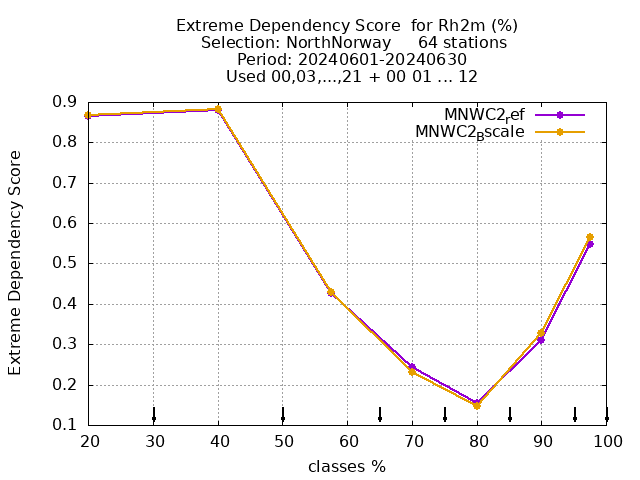 Extreme Dependency Score  for Rh2m (%)
Selection: NorthNorway     64 stations
Period: 20240601-20240630
Used 00,03,...,21 + 00 01 ... 12
MNWC2ref
MNWC2Bscale
Extreme Dependency Score
0.9
0.8
0.7
0.6
0.5
0.4
0.3
0.2
0.1
20 30 40 50 60 70 80 90 100
classes %